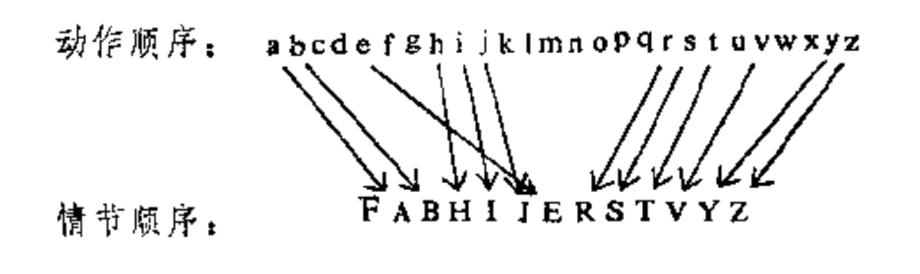 动作顺序： a b c d e f g h i j k l m n o p q r s t u v w x y z
情节顺序： F A B H I J E R S T V Y Z